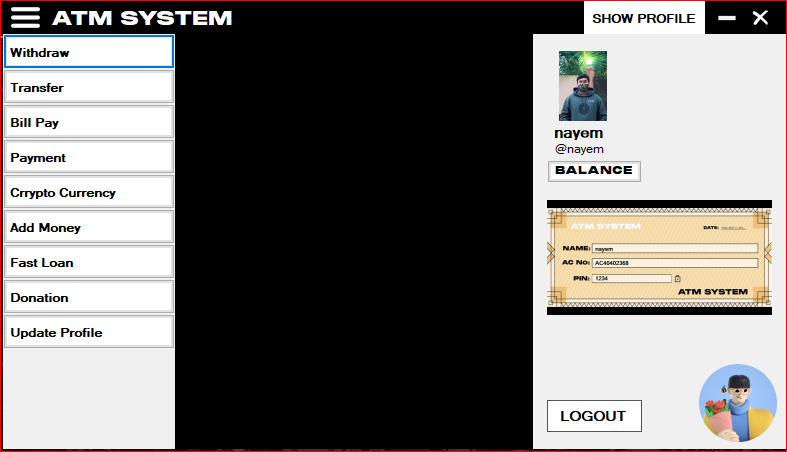 ATM SYSTEM
SHOW PROFILE
Withdraw
Transfer
Bill Pay
Payment
Crrypto Currency
Add Money
Fast Loan
Donation
Update Profile
nayem
@nayem
BALANCE
ATM SYSTEM
DATE:
NAME: nayem
AC No: AC40402368
PIN: 1234
ATM SYSTEM
LOGOUT